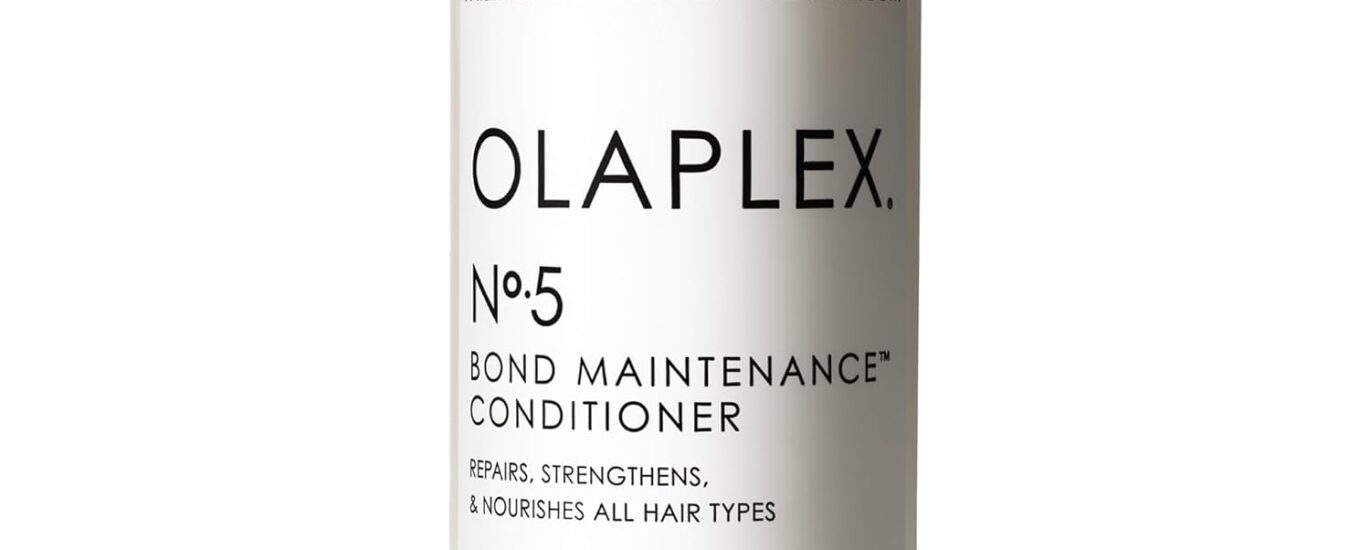 OLAPLEX®
Nº.5
BOND MAINTENANCE™
CONDITIONER
REPAIRS, STRENGTHENS,
& NOURISHES ALL HAIR TYPES